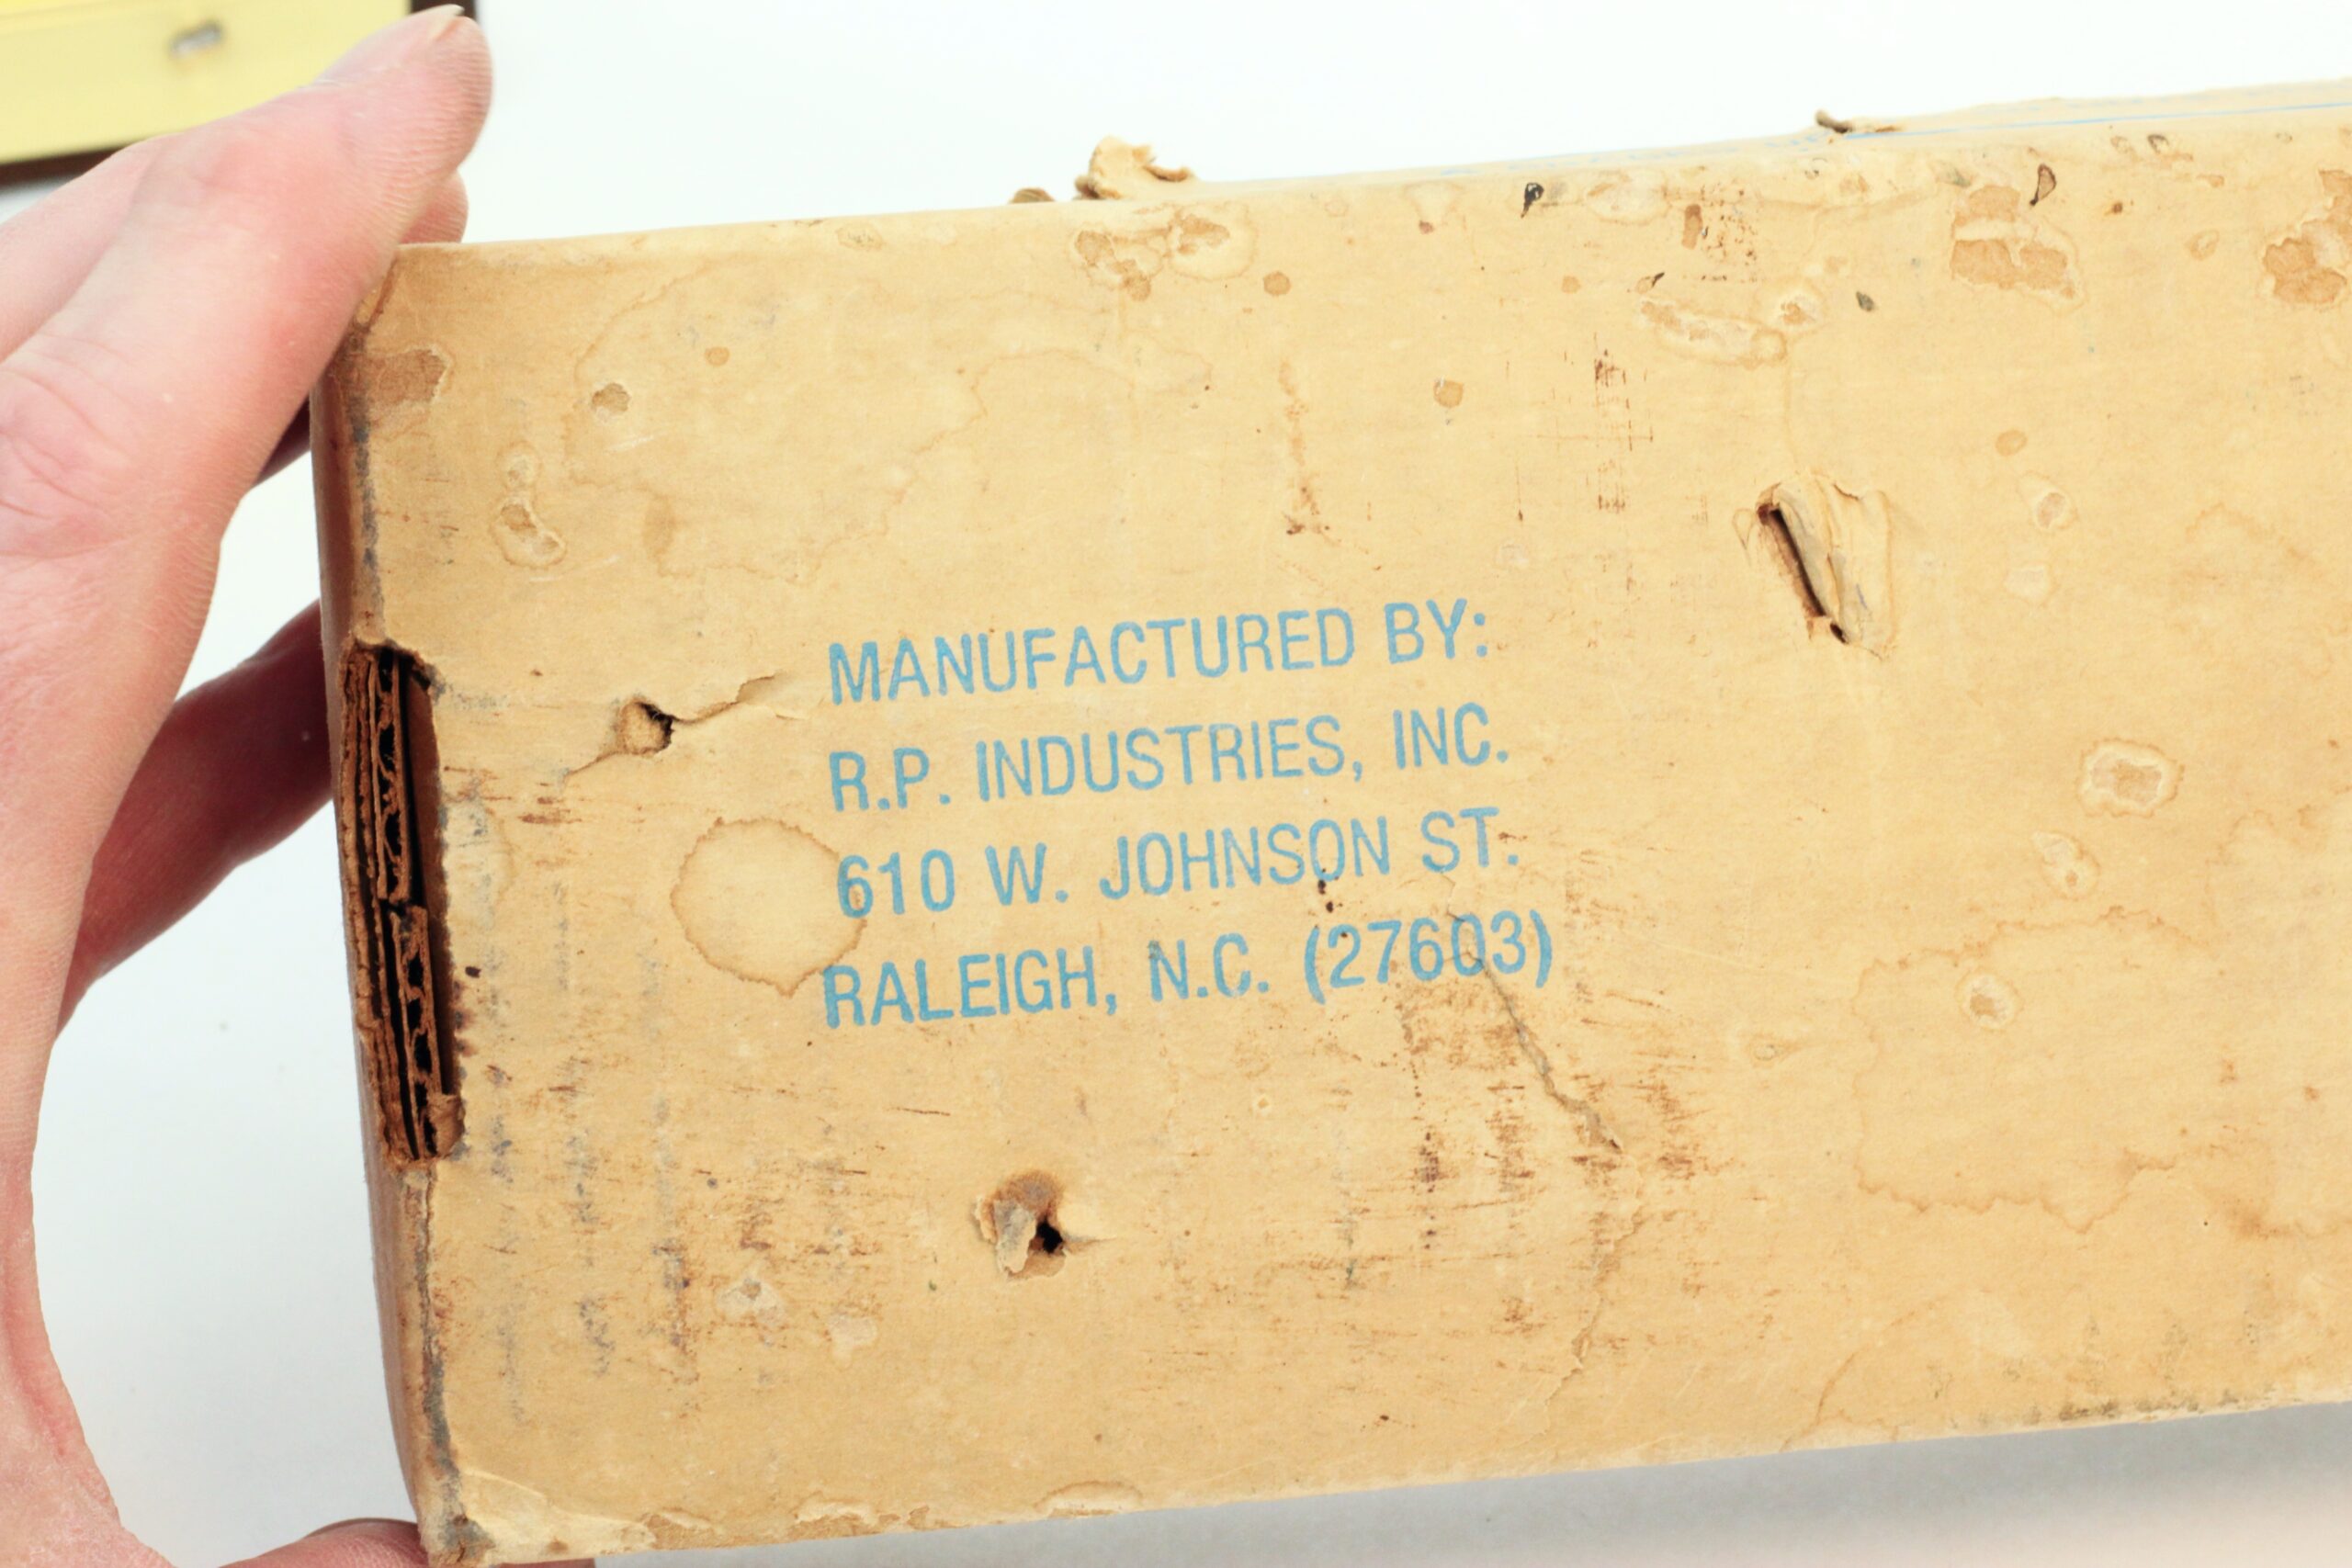 MANUFACTURED BY:
R.P. INDUSTRIES, INC.
610 W. JOHNSON ST.
RALEIGH, N.C. (27603)